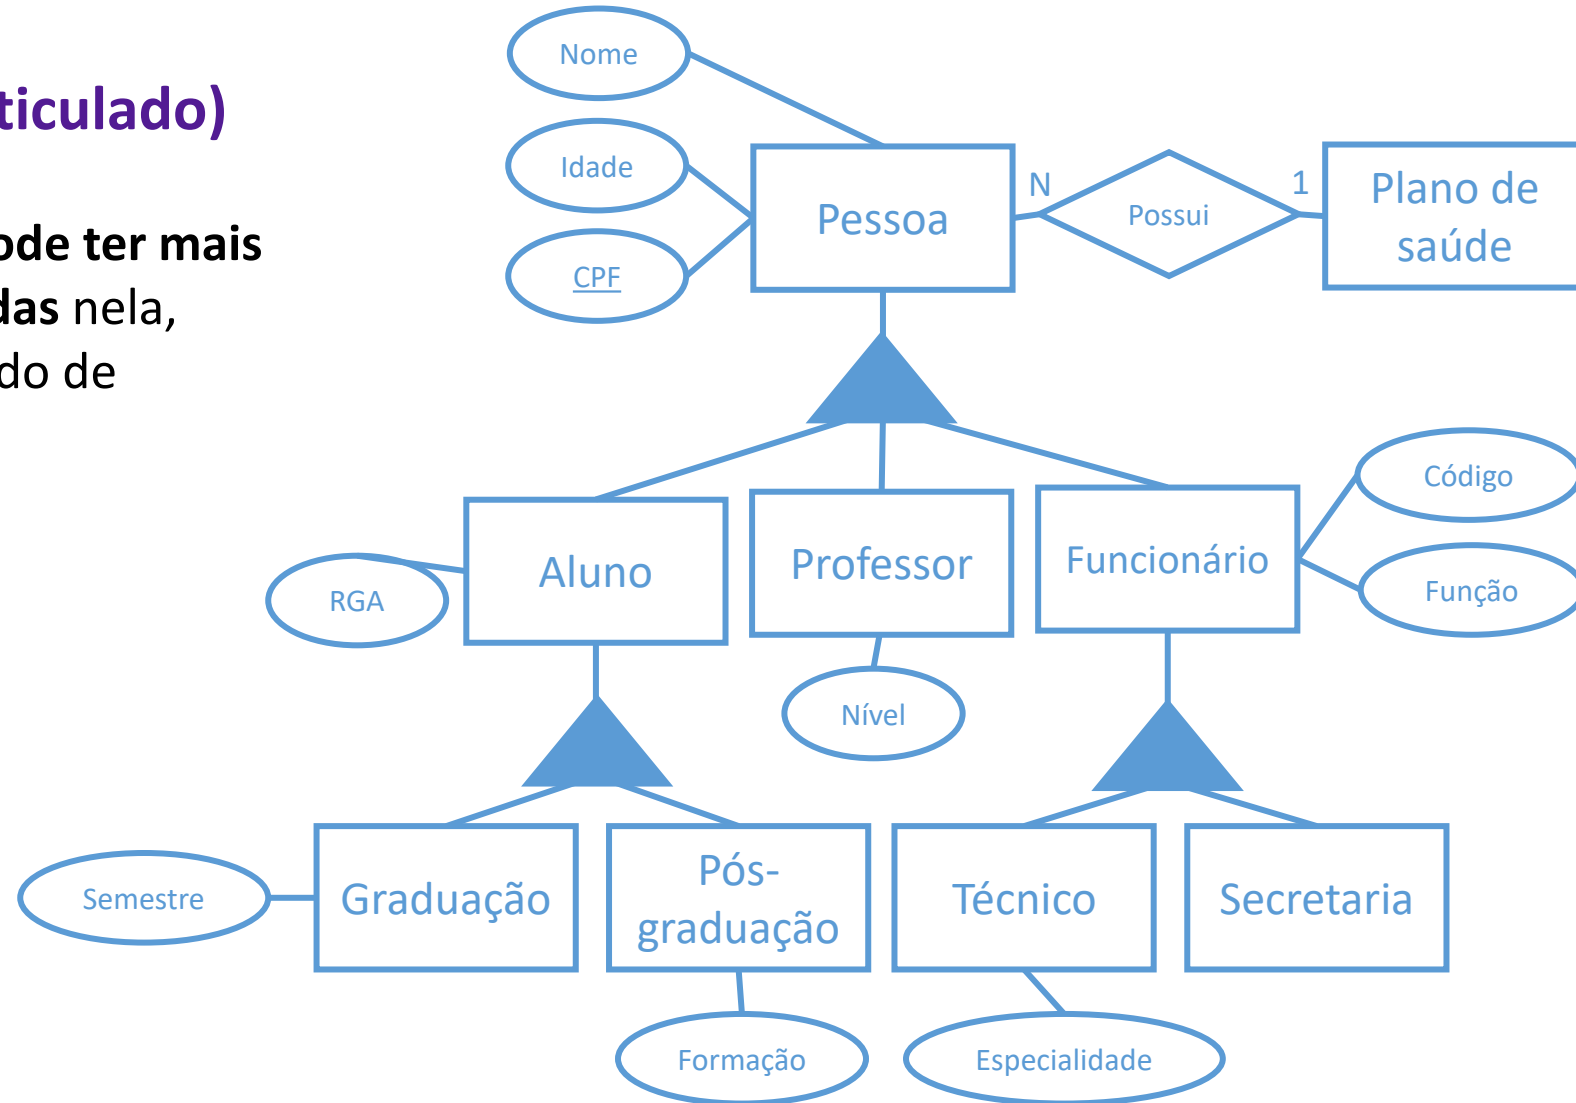 ticulado)
ode ter mais
das nela,
do de
Nome
Idade
CPF
Pessoa
N
Possui
1
Plano de
saúde
Aluno
Professor
Funcionário
Código
Função
RGA
Nível
Semestre
Graduação
Pós-
graduação
Técnico
Secretaria
Formação
Especialidade